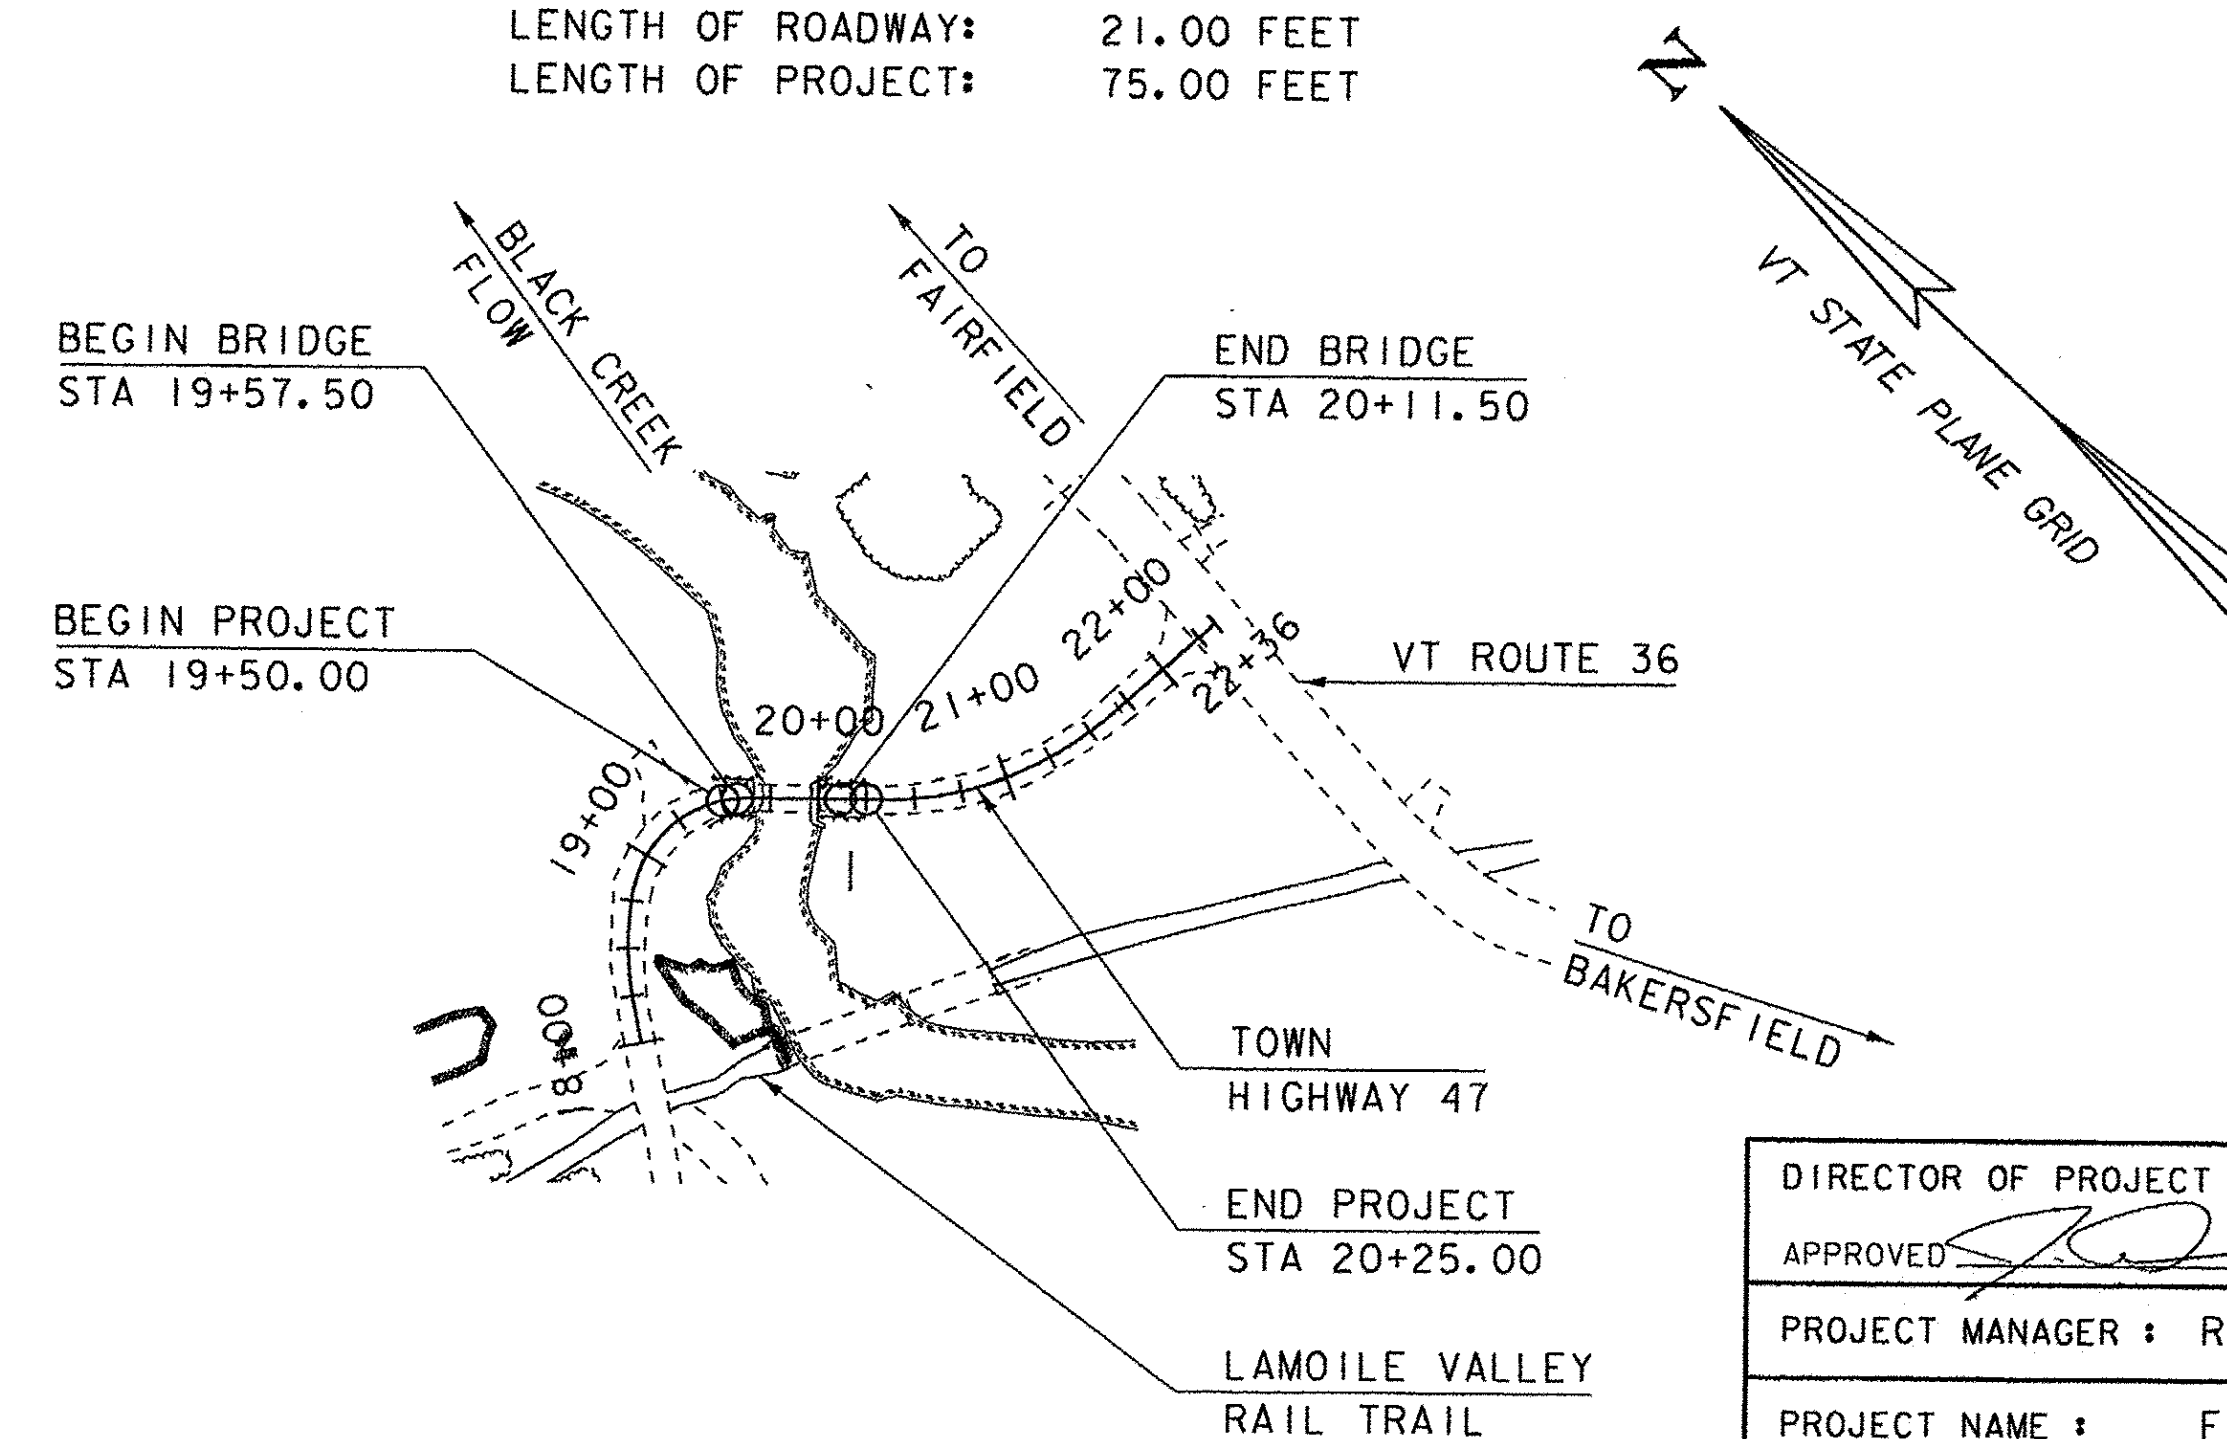 LENGTH OF ROADWAY: 21.00 FEET
LENGTH OF PROJECT: 75.00 FEET
N
VT STATE PLANE GRID
BLACK CREEK
FLOW
TO
FAIRFIELD
BEGIN BRIDGE
STA 19+57.50
END BRIDGE
STA 20+11.50
BEGIN PROJECT
STA 19+50.00
VT ROUTE 36
18+00
19+00
20+00
21+00
22+00
22+36
TO
BAKERSFIELD
TOWN
HIGHWAY 47
END PROJECT
STA 20+25.00
LAMOILE VALLEY
RAIL TRAIL
DIRECTOR OF PROJECT
APPROVED
PROJECT MANAGER : R
PROJECT NAME : F